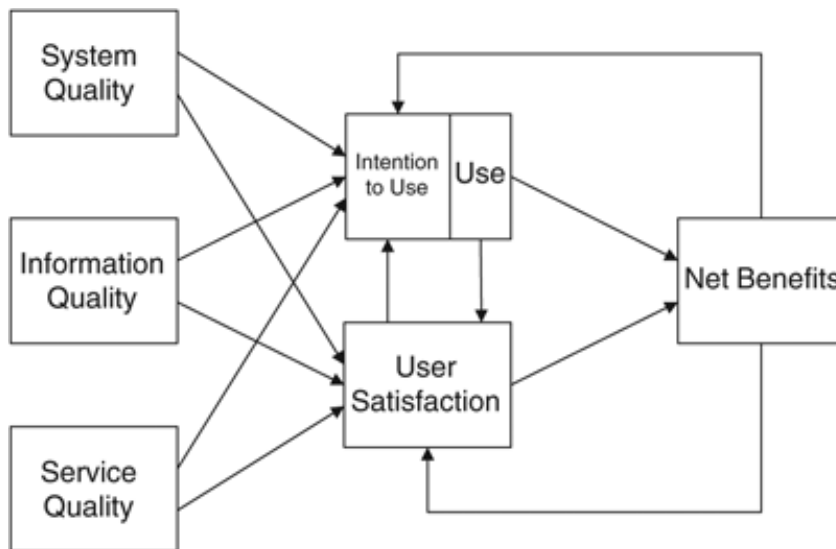 System
Quality
Intention
to Use
Use
Information
Quality
Net Benefits
User
Satisfaction
Service
Quality